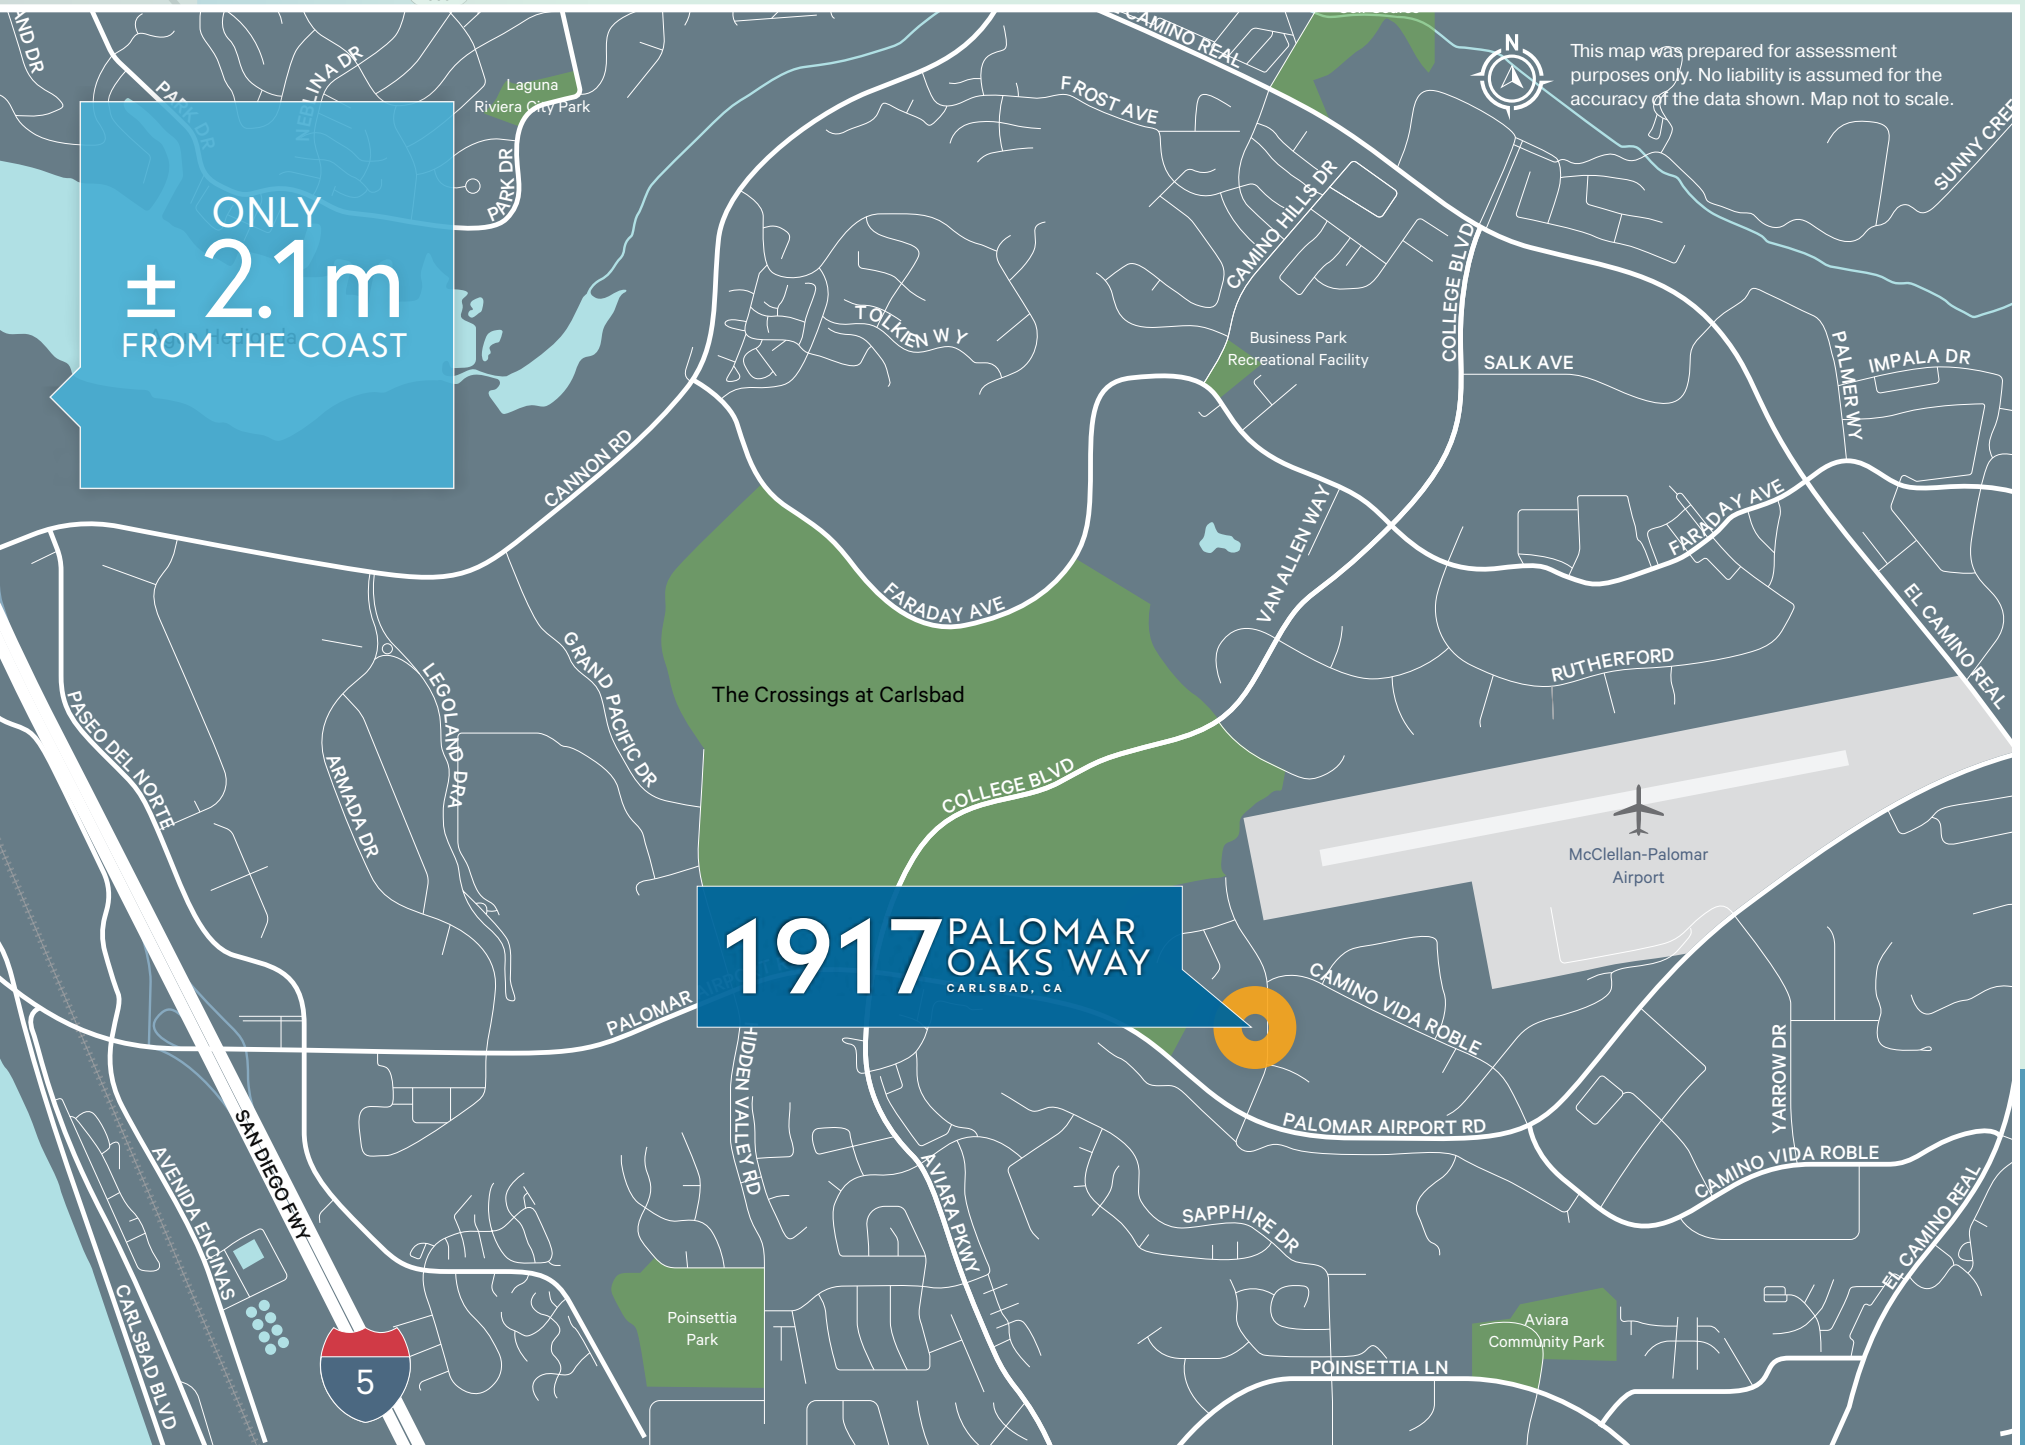 CAMINO REAL
N
This map was prepared for assessment
purposes only. No liability is assumed for the
accuracy of the data shown. Map not to scale.
PARK DR
NEBLINA DR
Laguna
Riviera City Park
PARK DR
FROST AVE
CAMINO HILLS DR
ONLY
± 2.1m
FROM THE COAST
TOLKIEN WY
COLLEGE BLVD
Business Park
Recreational Facility
SALK AVE
PALMER WY
IMPALA DR
CANNON RD
VAN ALLEN WAY
FARADAY AVE
FARADAY AVE
EL CAMINO REAL
RUTHERFORD
The Crossings at Carlsbad
GRAND PACIFIC DR
LEGOLAND DRA
ARMADA DR
PASEO DEL NORTE
COLLEGE BLVD
McClellan-Palomar
Airport
1917 PALOMAR
OAKS WAY
CARLSBAD, CA
PALOMAR AIRPORT
CAMINO VIDA ROBLE
HIDDEN VALLEY RD
YARROW DR
PALOMAR AIRPORT RD
CAMINO VIDA ROBLE
SAN DIEGO FWY
AVENIDA ENCINAS
AVIARA PKWY
SAPPHIRE DR
EL CAMINO REAL
CARLSBAD BLVD
Poinsettia
Park
Aviara
Community Park
POINSETTIA LN
5